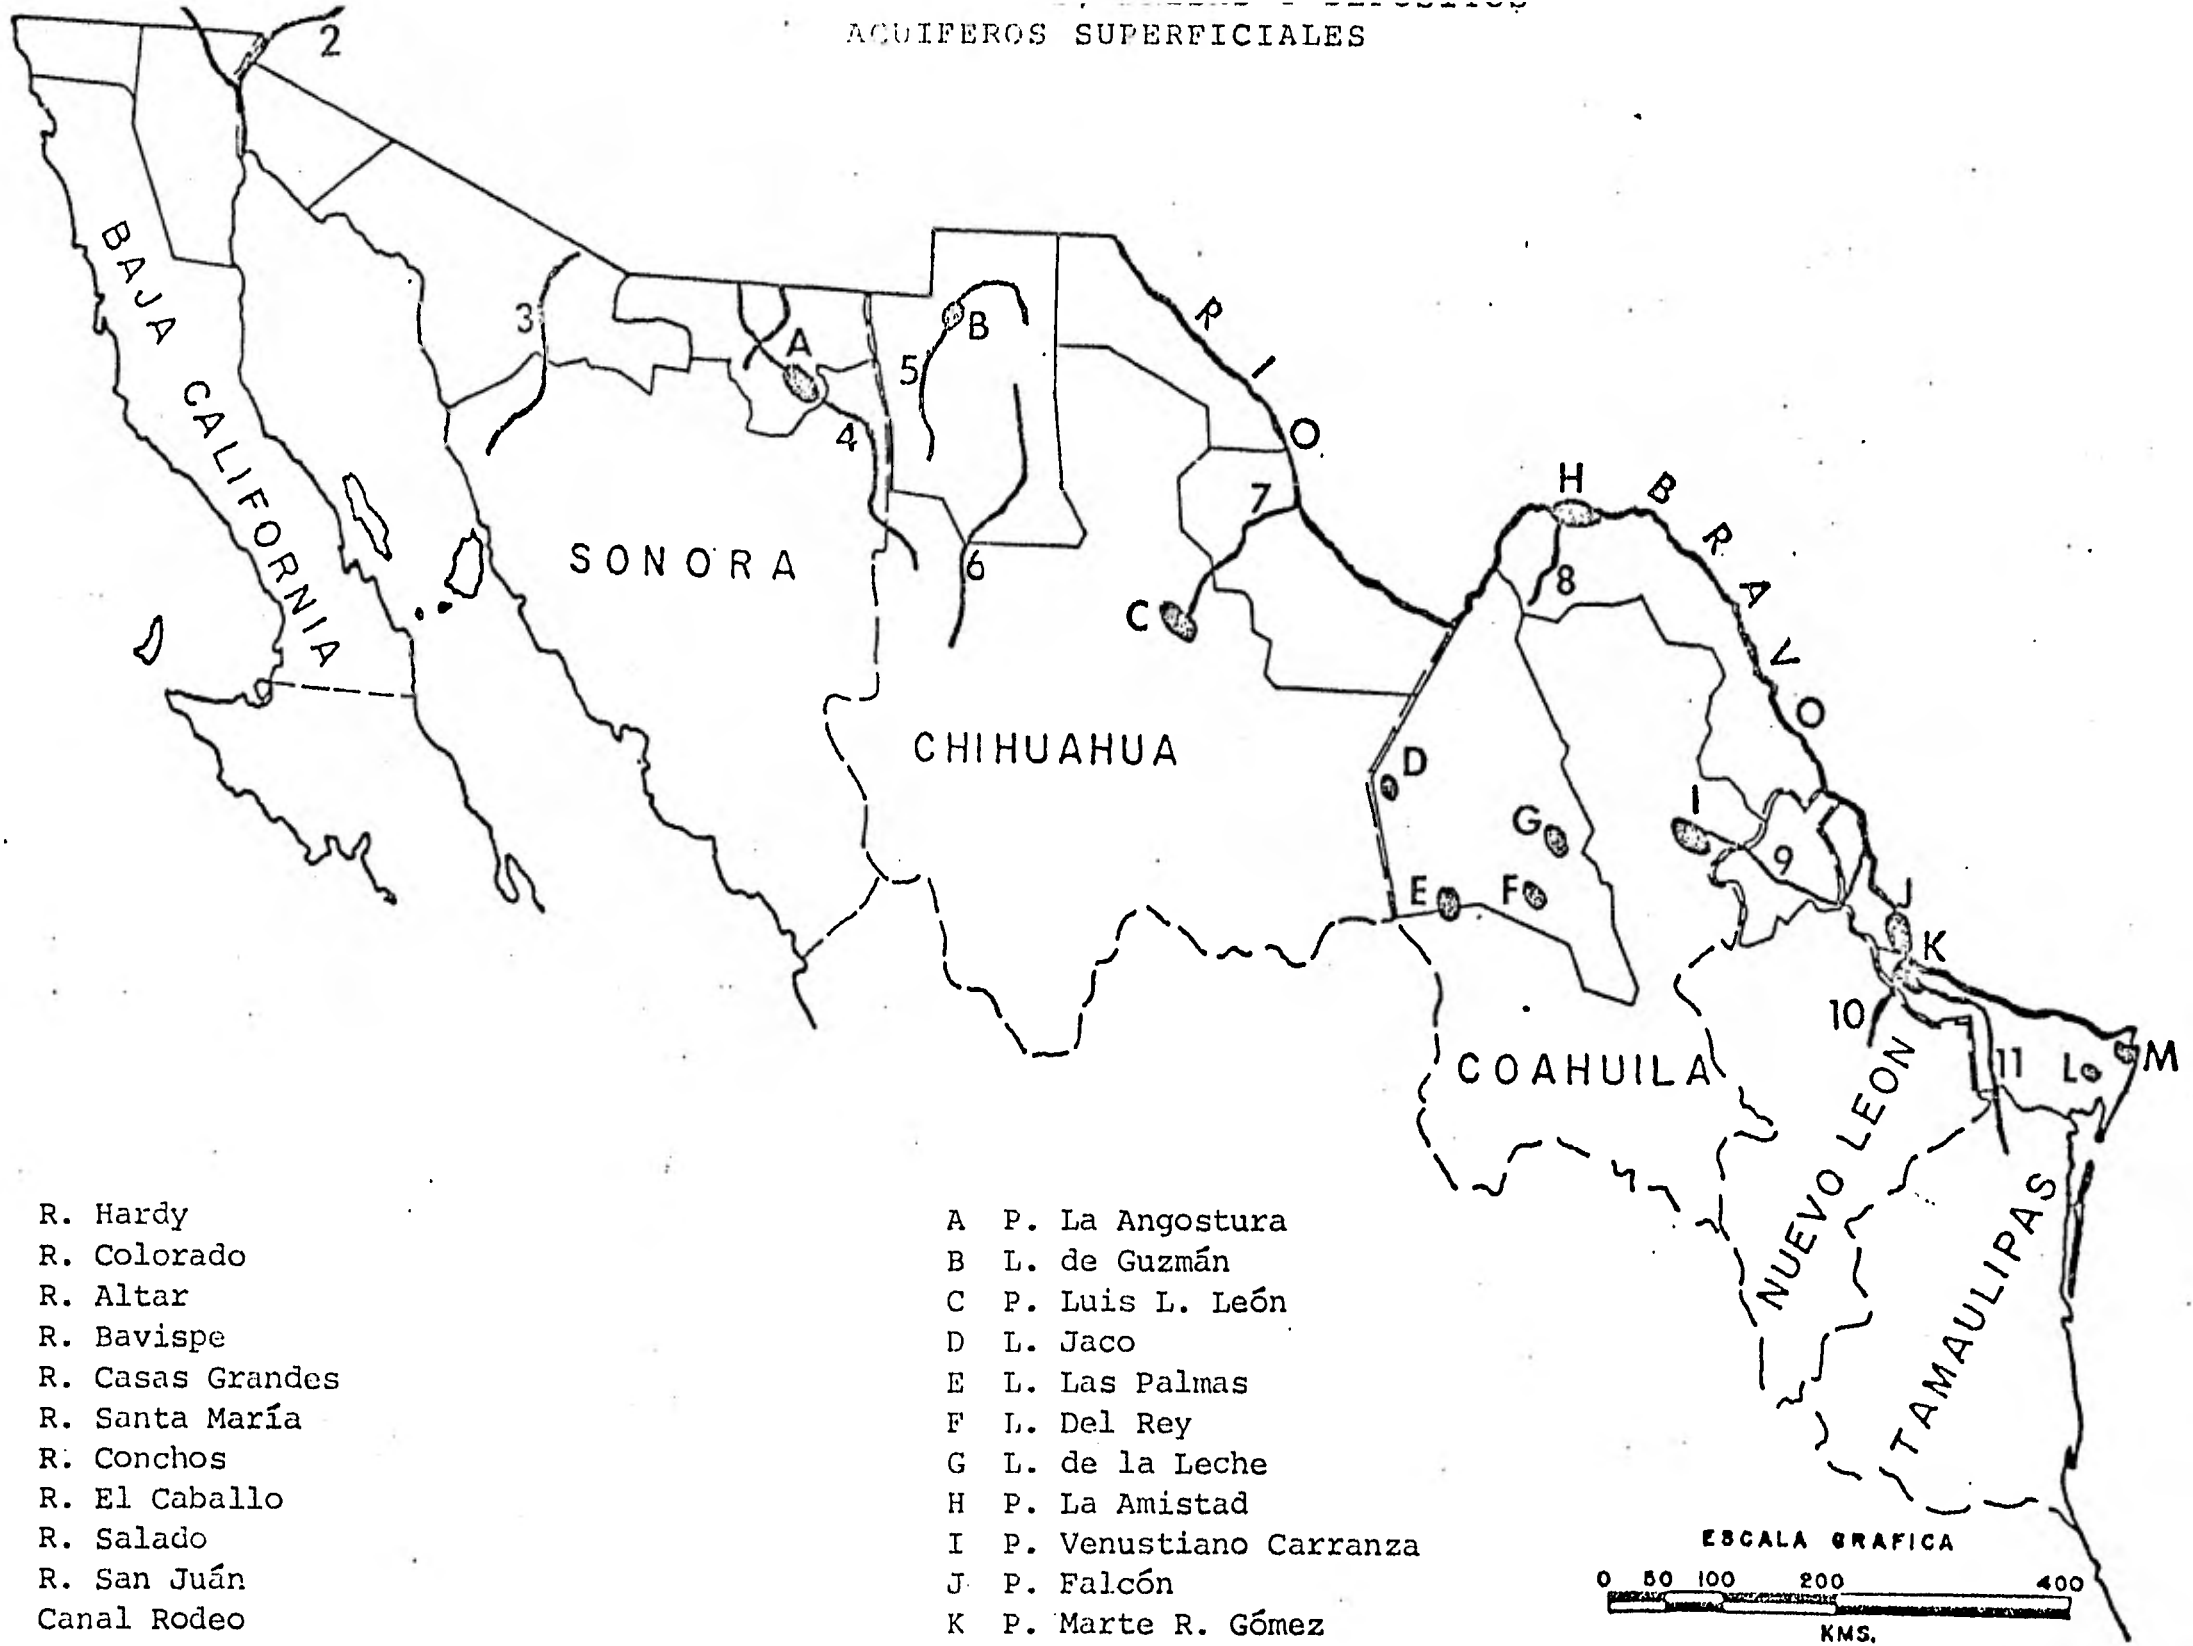 ACUIFEROS SUPERFICIALES
2
BAJA CALIFORNIA
3
A
B
5
4
RIO BRAVO
SONORA
6
7
C
H
8
CHIHUAHUA
D
G
I
9
E
F
J
K
10
COAHUILA
11
L
M
NUEVO LEON
TAMAULIPAS
R. Hardy
R. Colorado
R. Altar
R. Bavispe
R. Casas Grandes
R. Santa María
R. Conchos
R. El Caballo
R. Salado
R. San Juán
Canal Rodeo
A P. La Angostura
B L. de Guzmán
C P. Luis L. León
D L. Jaco
E L. Las Palmas
F L. Del Rey
G L. de la Leche
H P. La Amistad
I P. Venustiano Carranza
J P. Falcón
K P. Marte R. Gómez
ESCALA GRAFICA
0 50 100 200 400
KMS.